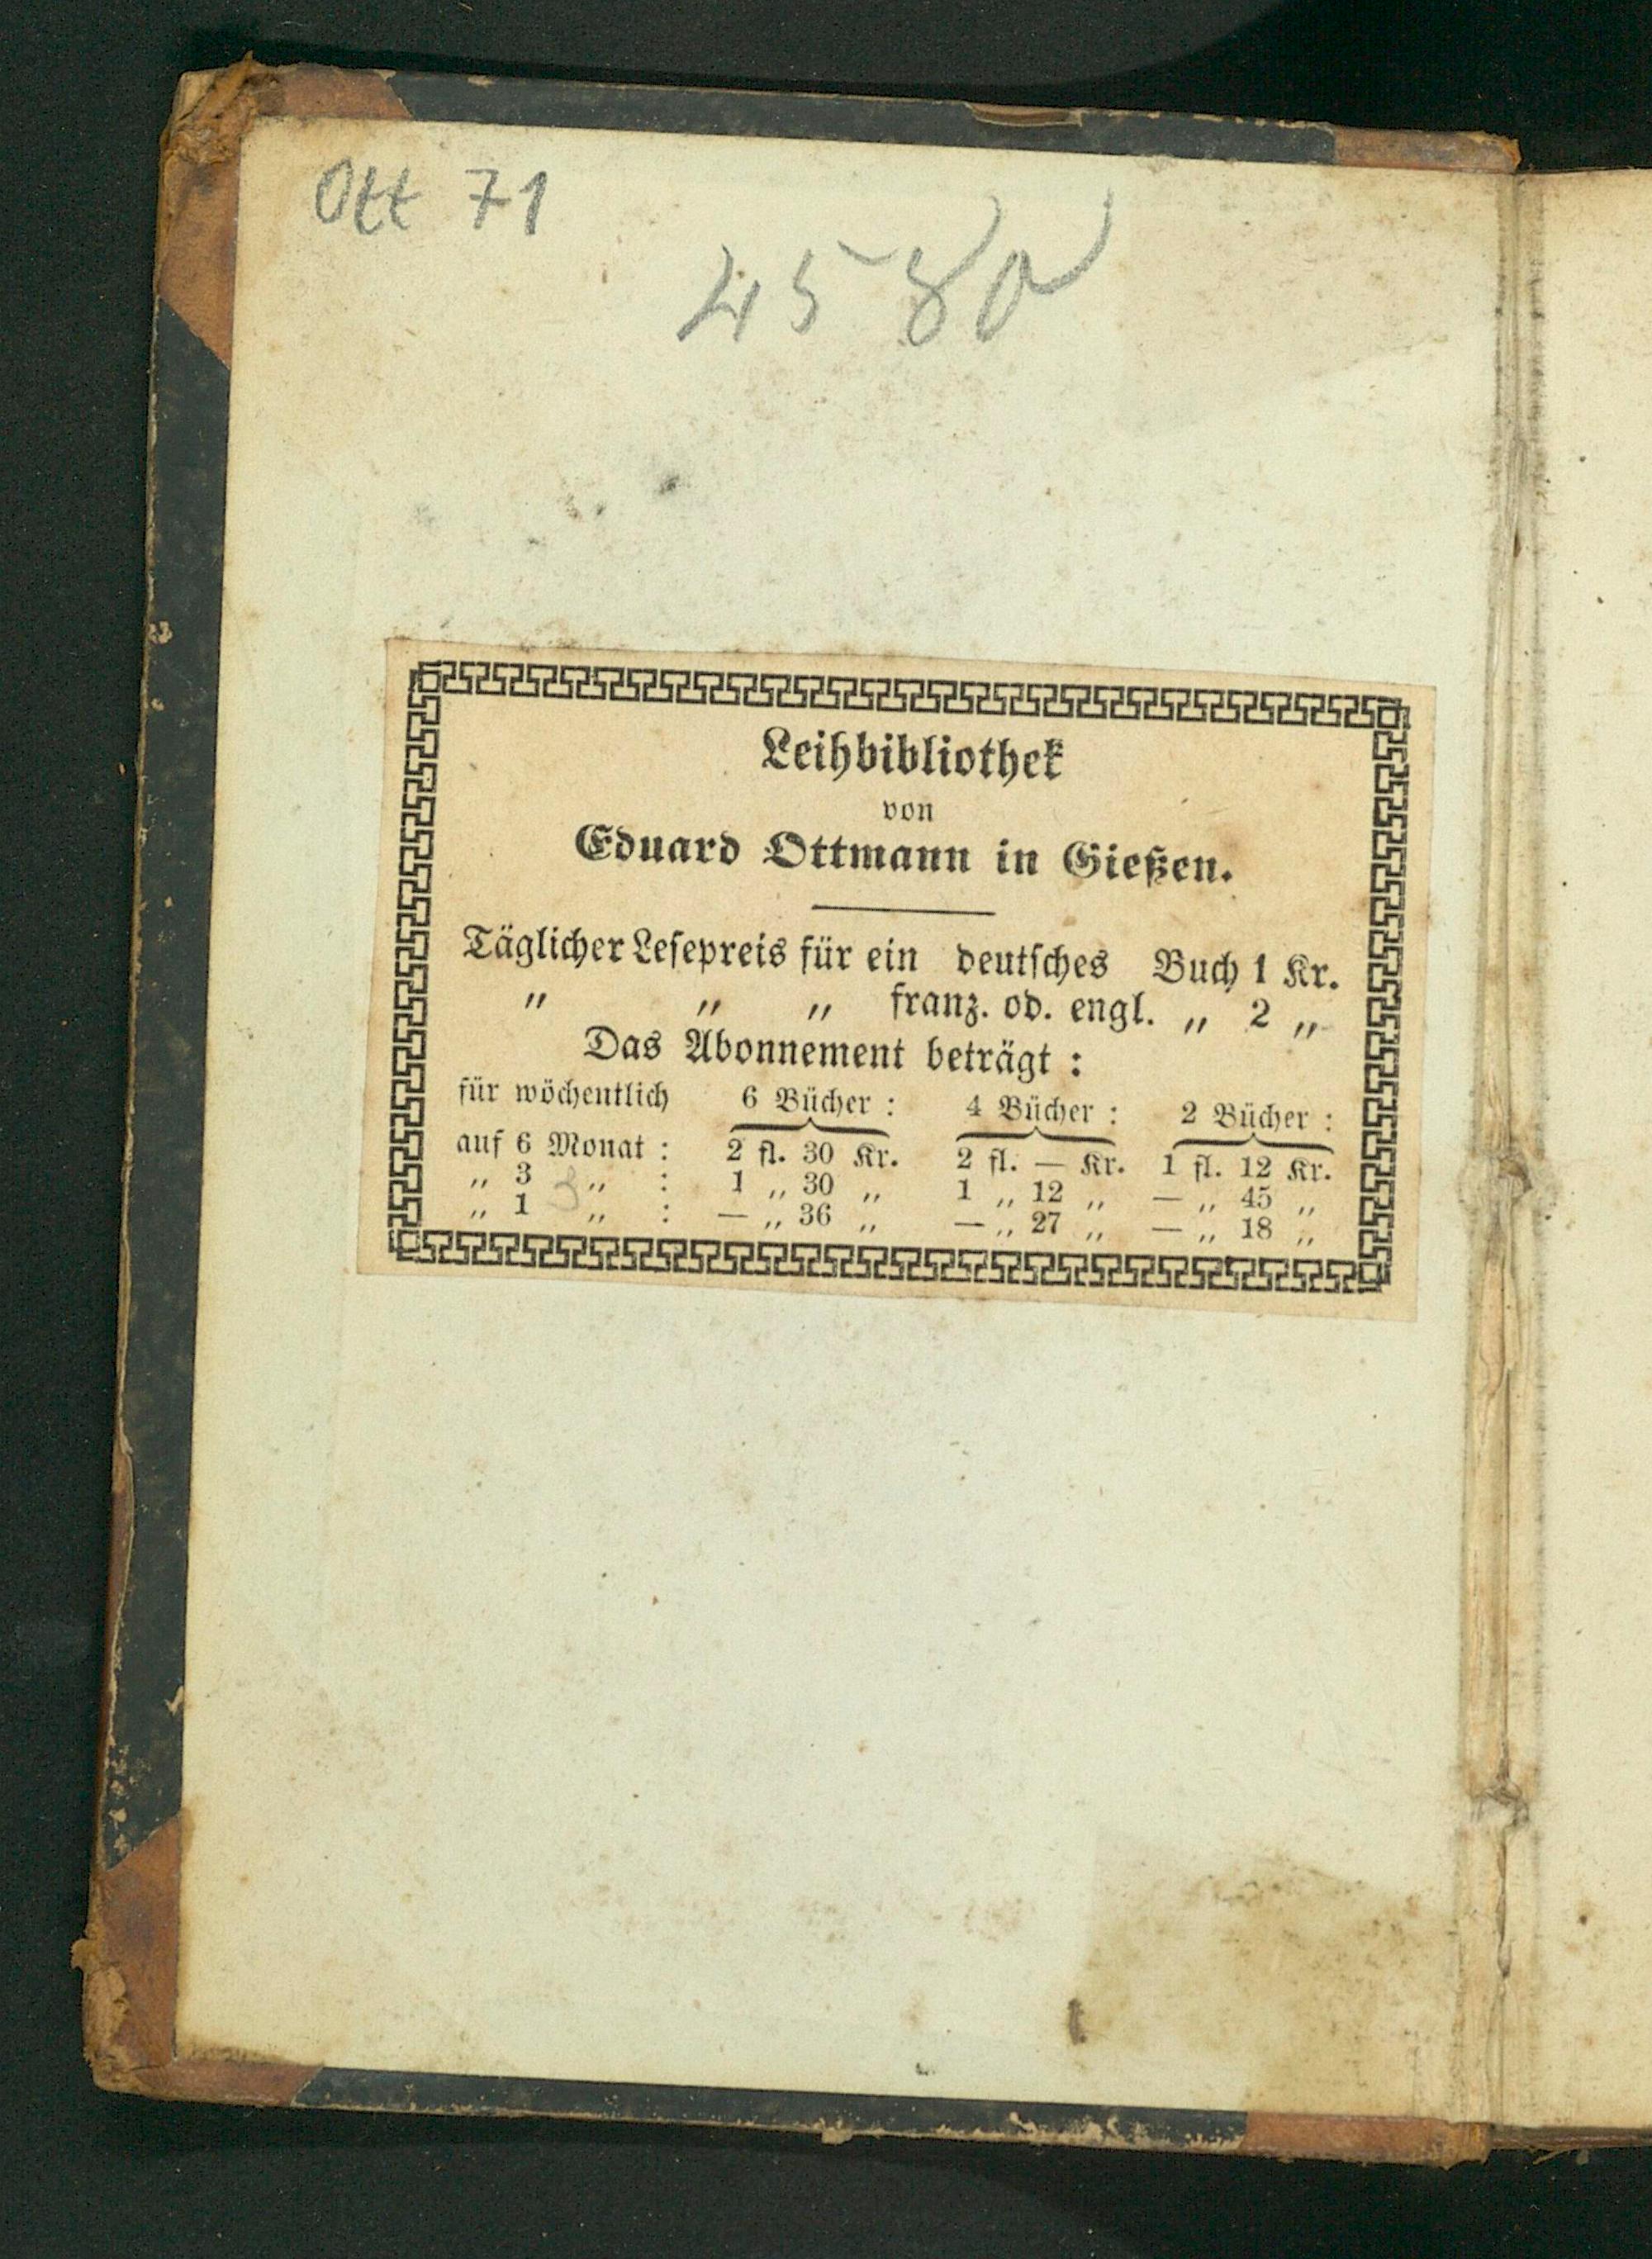 Ott 71
4580
Leihbibliothek
von
Eduard Ottmann in Gießen.
Täglicher Lesepreis für ein deutsches Buch 1 Kr.
„ „ „ franz. od. engl. „ 2 „
Das Abonnement beträgt :
für wöchentlich 6 Bücher : 4 Bücher : 2 Bücher :
auf 6 Monat : 2 fl. 30 Kr. 2 fl. — Kr. 1 fl. 12 Kr.
„ 3 „ : 1 „ 30 „ 1 „ 12 „ — „ 45 „
„ 1 „ : — „ 36 „ — „ 27 „ — „ 18 „